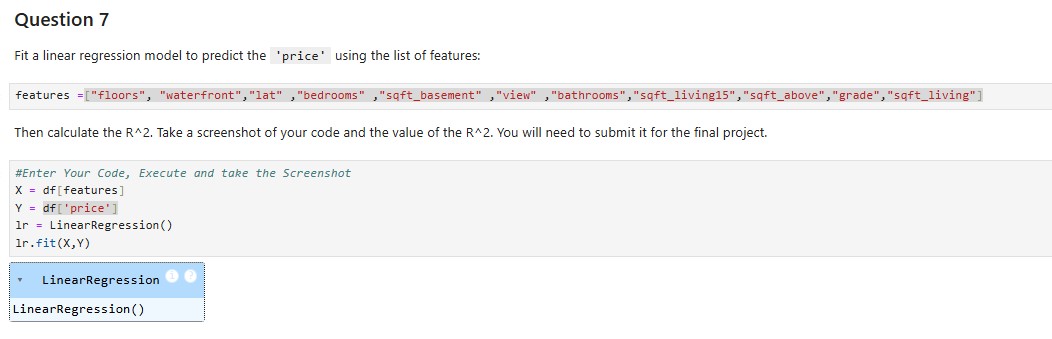 Question 7
Fit a linear regression model to predict the 'price' using the list of features:
features =["floors", "waterfront","lat" ,"bedrooms" ,"sqft_basement" ,"view" ,"bathrooms","sqft_living15","sqft_above","grade","sqft_living"]
Then calculate the R^2. Take a screenshot of your code and the value of the R^2. You will need to submit it for the final project.
#Enter Your Code, Execute and take the Screenshot
X = df[features]
Y = df['price']
lr = LinearRegression()
lr.fit(X,Y)
▾ LinearRegression i ?
LinearRegression()